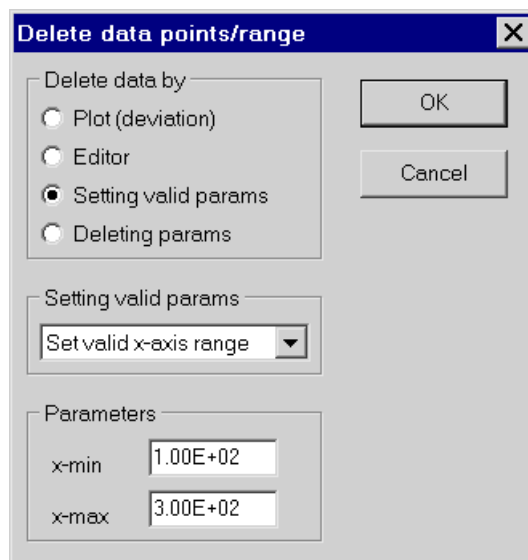 Delete data points/range
Delete data by
Plot (deviation)
Editor
Setting valid params
Deleting params
OK
Cancel
Setting valid params
Set valid x-axis range
Parameters
x-min 1.00E+02
x-max 3.00E+02